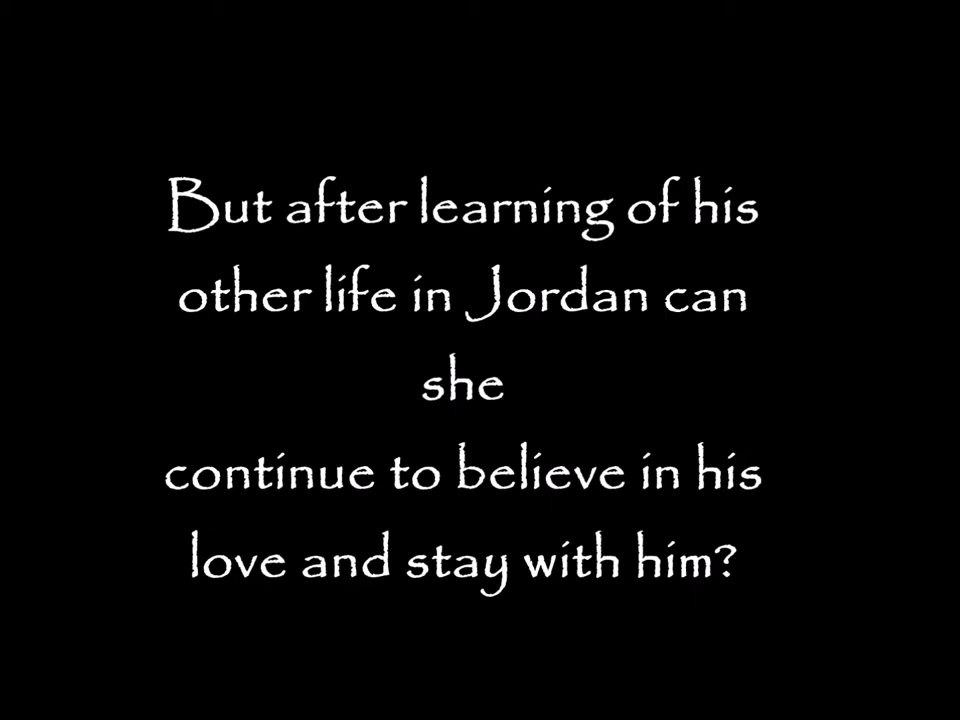 But after learning of his
other life in Jordan can
she
continue to believe in his
love and stay with him?